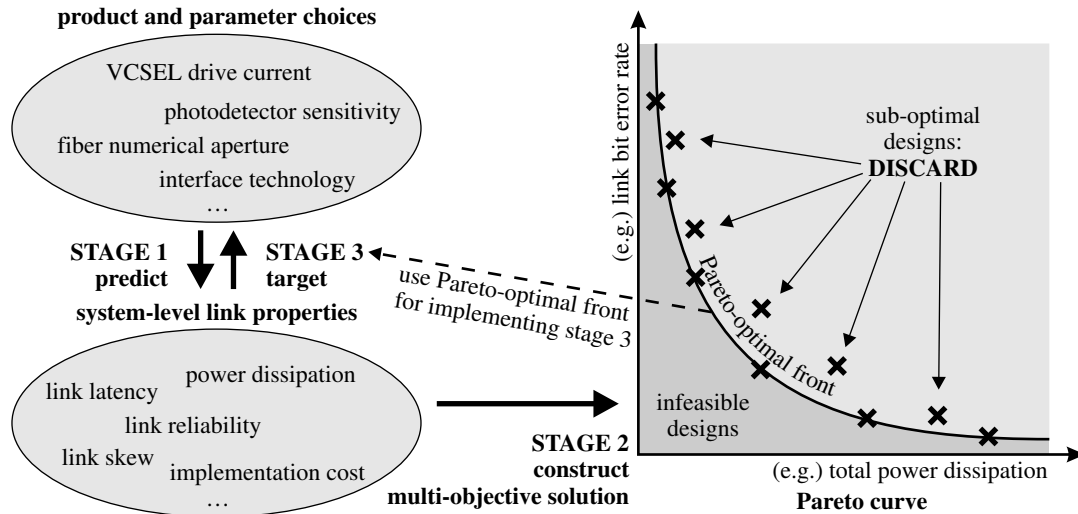 product and parameter choices
VCSEL drive current
photodetector sensitivity
fiber numerical aperture
interface technology
…
STAGE 1
predict
STAGE 3
target
system-level link properties
link latency
power dissipation
link reliability
link skew
implementation cost
…
use Pareto-optimal front
for implementing stage 3
STAGE 2
construct
multi-objective solution
(e.g.) link bit error rate
sub-optimal
designs:
DISCARD
Pareto-optimal front
infeasible
designs
(e.g.) total power dissipation
Pareto curve